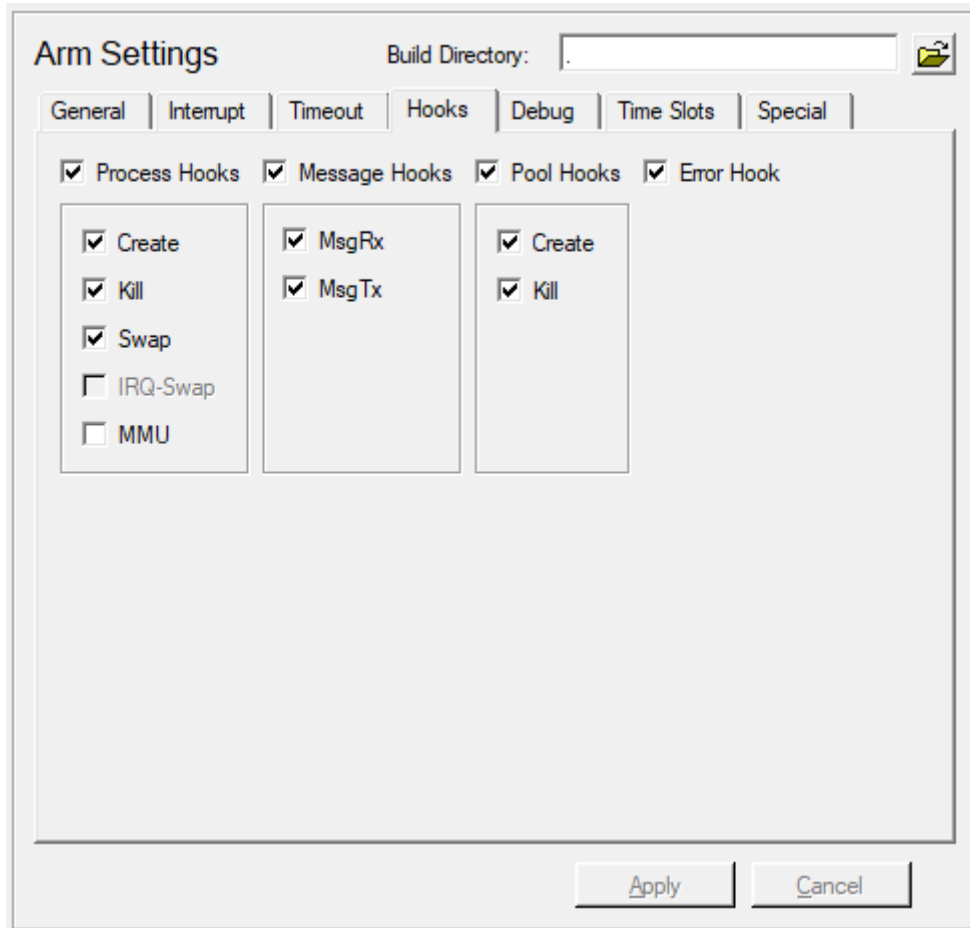 Arm Settings Build Directory: .
General Interrupt Timeout Hooks Debug Time Slots Special
Process Hooks Message Hooks Pool Hooks Error Hook
Create MsgRx Create
Kill MsgTx Kill
Swap
IRQ-Swap
MMU
Apply Cancel